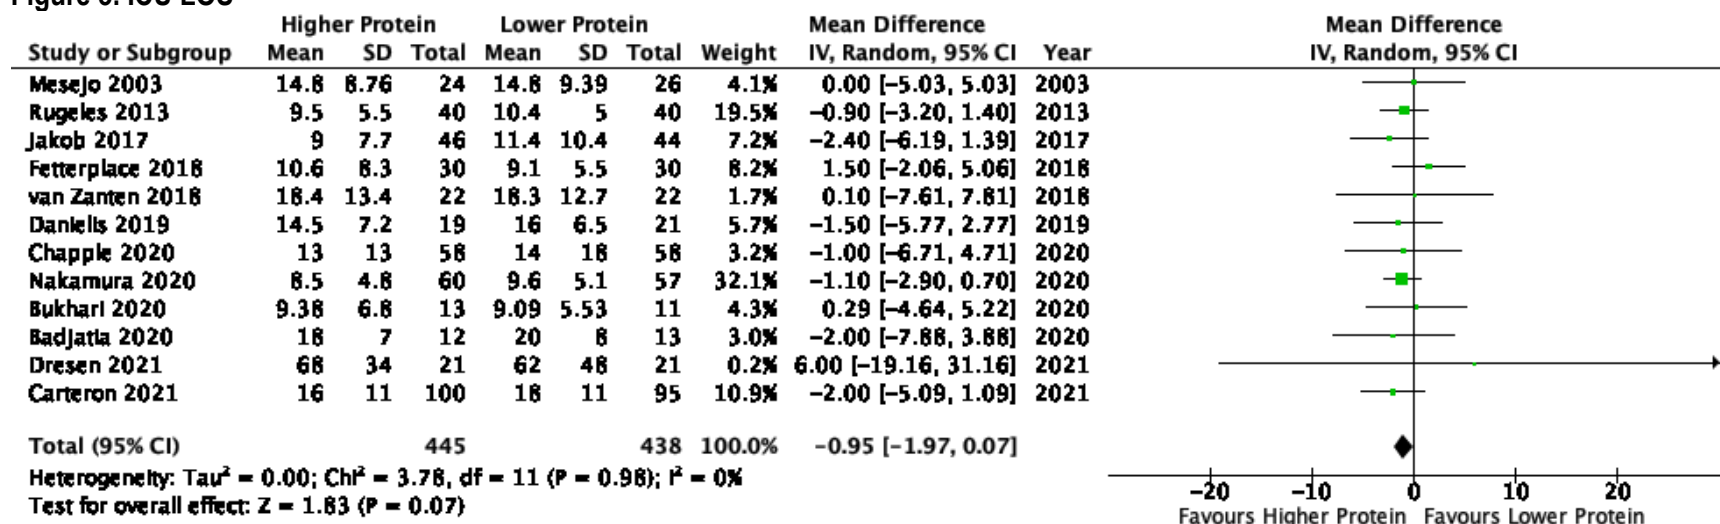 Figure 3. ICU LOS
Higher Protein Lower Protein Mean Difference Mean Difference
Study or Subgroup Mean SD Total Mean SD Total Weight IV, Random, 95% CI Year IV, Random, 95% CI
Mesejo 2003 14.8 8.76 24 14.8 9.39 26 4.1% 0.00 [−5.03, 5.03] 2003
Rugeles 2013 9.5 5.5 40 10.4 5 40 19.5% −0.90 [−3.20, 1.40] 2013
Jakob 2017 9 7.7 46 11.4 10.4 44 7.2% −2.40 [−6.19, 1.39] 2017
Fetterplace 2018 10.6 8.3 30 9.1 5.5 30 8.2% 1.50 [−2.06, 5.06] 2018
van Zanten 2018 18.4 13.4 22 18.3 12.7 22 1.7% 0.10 [−7.61, 7.81] 2018
Danielis 2019 14.5 7.2 19 16 6.5 21 5.7% −1.50 [−5.77, 2.77] 2019
Chapple 2020 13 13 58 14 18 58 3.2% −1.00 [−6.71, 4.71] 2020
Nakamura 2020 8.5 4.8 60 9.6 5.1 57 32.1% −1.10 [−2.90, 0.70] 2020
Bukhari 2020 9.38 6.8 13 9.09 5.53 11 4.3% 0.29 [−4.64, 5.22] 2020
Badjatia 2020 18 7 12 20 8 13 3.0% −2.00 [−7.88, 3.88] 2020
Dresen 2021 68 34 21 62 48 21 0.2% 6.00 [−19.16, 31.16] 2021
Carteron 2021 16 11 100 18 11 95 10.9% −2.00 [−5.09, 1.09] 2021
Total (95% CI) 445 438 100.0% −0.95 [−1.97, 0.07]
Heterogeneity: Tau² = 0.00; Chi² = 3.78, df = 11 (P = 0.98); I² = 0%
Test for overall effect: Z = 1.83 (P = 0.07)
−20 −10 0 10 20
Favours Higher Protein Favours Lower Protein